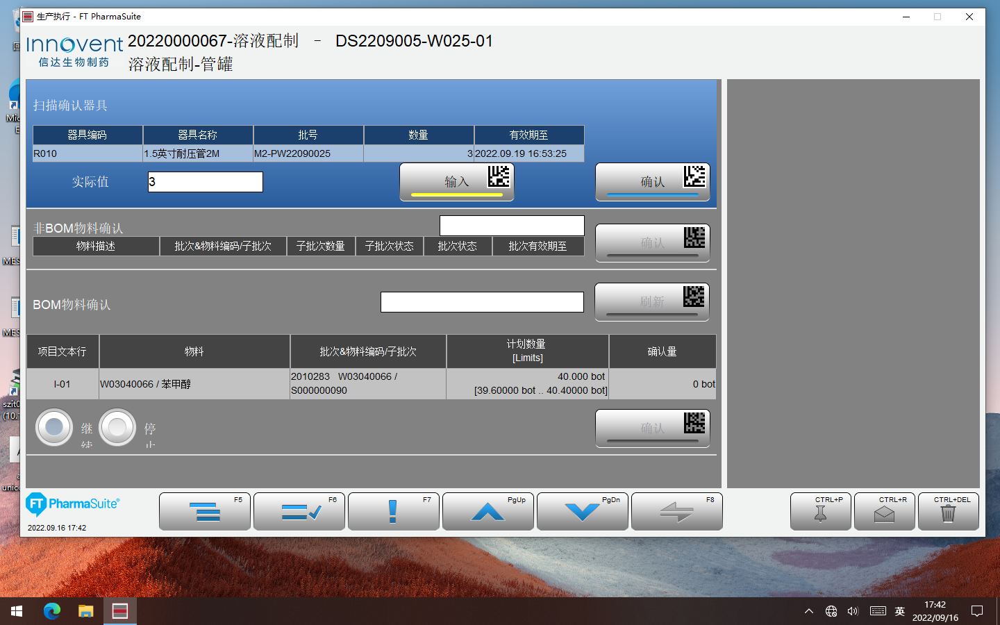 生产执行 - FT PharmaSuite
Innovent
信达生物制药
20220000067-溶液配制 - DS2209005-W025-01
溶液配制-管罐
扫描确认器具
器具编码 器具名称 批号 数量 有效期至
R010 1.5英寸耐压管2M M2-PW22090025 3 2022.09.19 16:53:25
实际值 3 输入 确认
非BOM物料确认
确认
物料描述 批次&物料编码/子批次 子批次数量 子批次状态 批次状态 批次有效期至
BOM物料确认 刷新
项目文本行 物料 批次&物料编码/子批次 计划数量 [Limits] 确认量
I-01 W03040066 / 苯甲醇 2010283 W03040066 / S000000090 40.000 bot [39.60000 bot .. 40.40000 bot] 0 bot
继续 停止 确认
FT PharmaSuite
F5 F6 F7 PgUp PgDn F8 CTRL+P CTRL+R CTRL+DEL
2022.09.16 17:42
MES
MES
szit
(10.
unic
英
17:42
2022/09/16